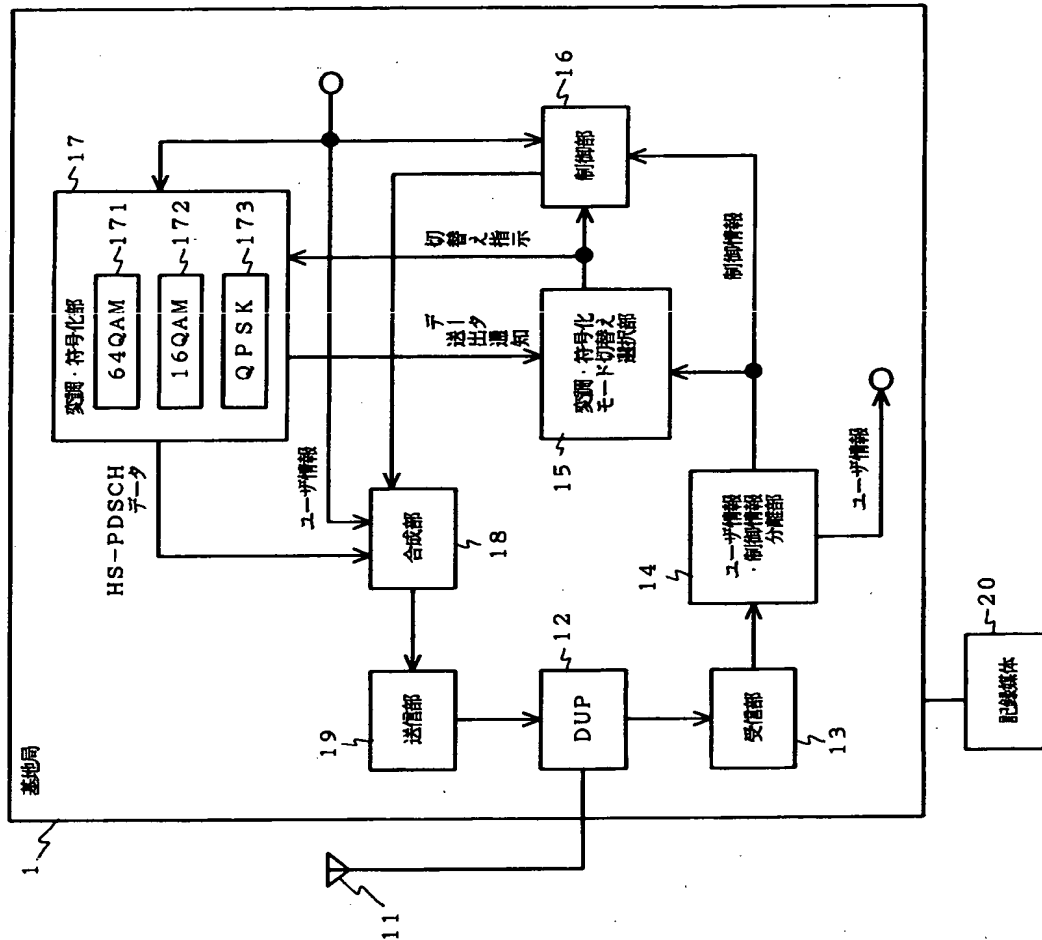 基地局
1
11
変調・符号化部
17
64QAM
171
16QAM
172
QPSK
173
HS-PDSCH
データ
ユーザ情報
データ
送出
通知
切替え指示
制御部
16
合成部
18
変調・符号化
モード切替え
選択部
15
制御情報
送信部
19
DUP
12
受信部
13
ユーザ情報
・制御情報
分離部
14
ユーザ情報
記録媒体
20